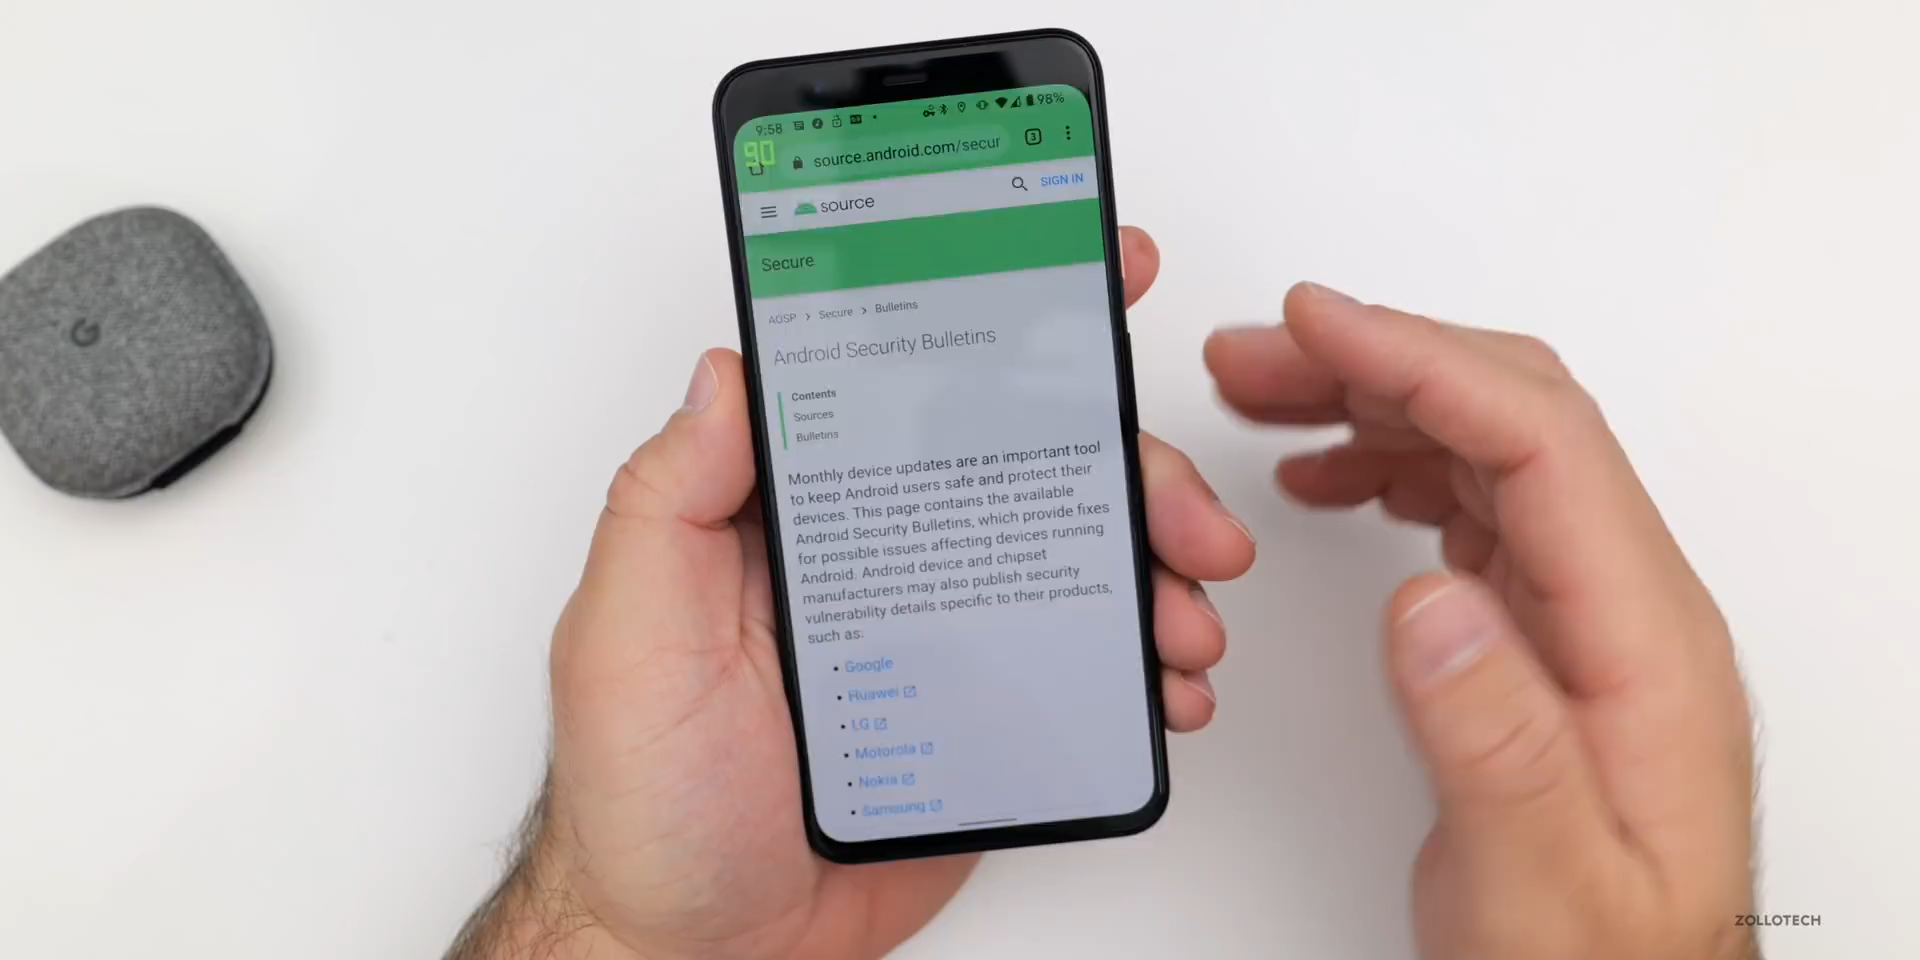 9:58
98%
90
source.android.com/secur
3
source
SIGN IN
Secure
AOSP > Secure > Bulletins
Android Security Bulletins
Contents
Sources
Bulletins
Monthly device updates are an important tool
to keep Android users safe and protect their
devices. This page contains the available
Android Security Bulletins, which provide fixes
for possible issues affecting devices running
Android. Android device and chipset
manufacturers may also publish security
vulnerability details specific to their products,
such as:
• Google
• Huawei
• LG
• Motorola
• Nokia
• Samsung
G
ZOLLOTECH